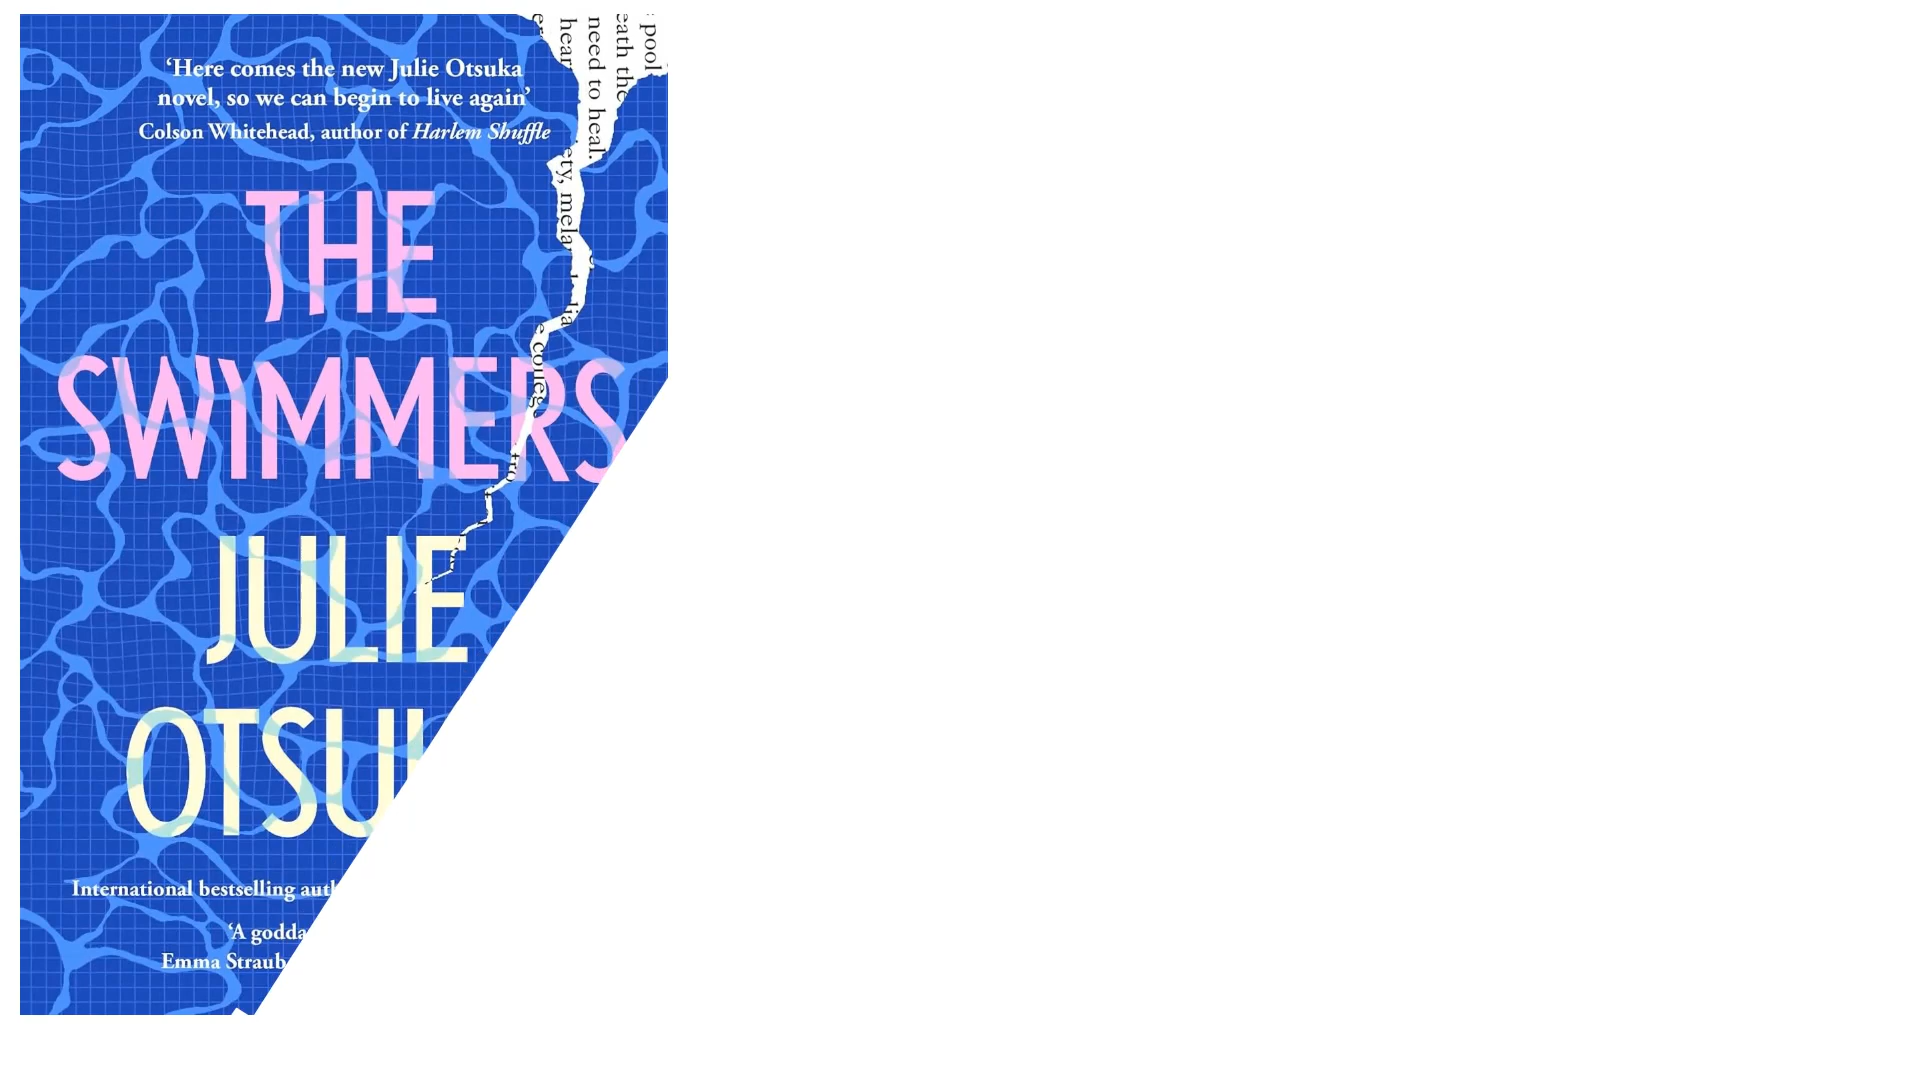 ‘Here comes the new Julie Otsuka
novel, so we can begin to live again’
Colson Whitehead, author of Harlem Shuffle
pool
eath the
need to heal.
hear
ety, mela
THE
SWIMMERS
JULIE
OTSU
International bestselling auth
‘A godda
Emma Straub